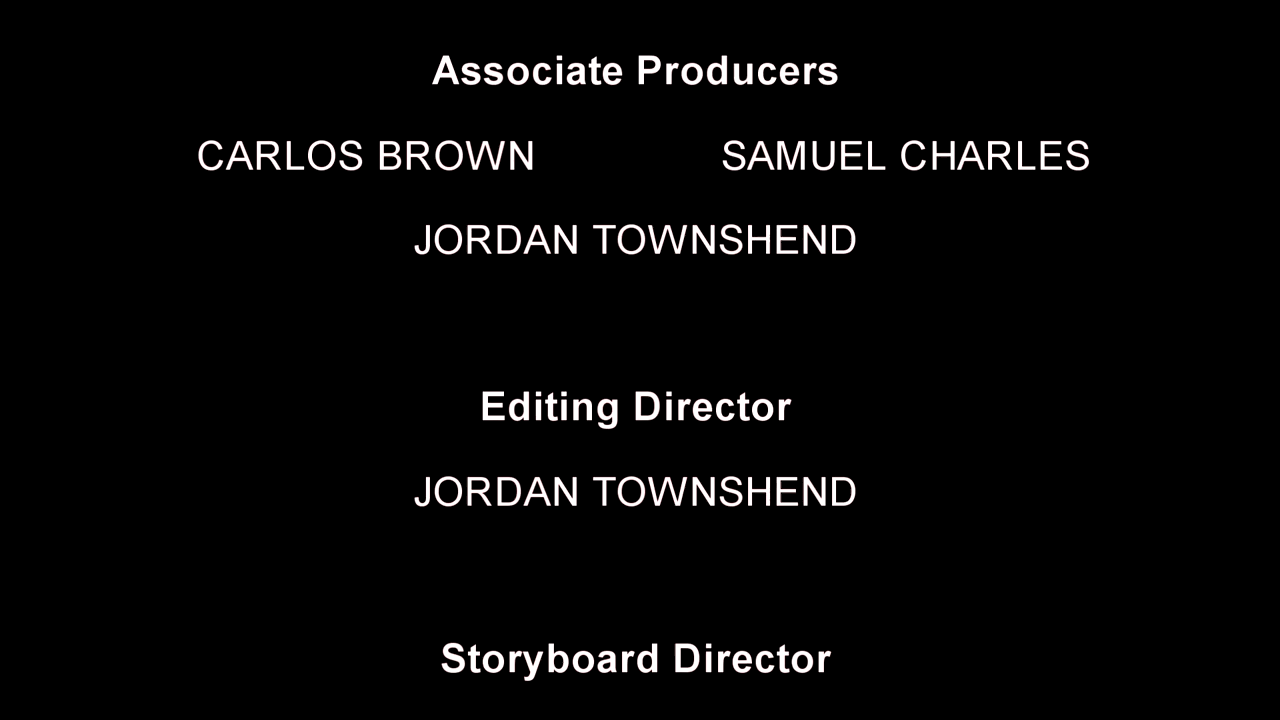 Associate Producers
CARLOS BROWN SAMUEL CHARLES
JORDAN TOWNSHEND
Editing Director
JORDAN TOWNSHEND
Storyboard Director